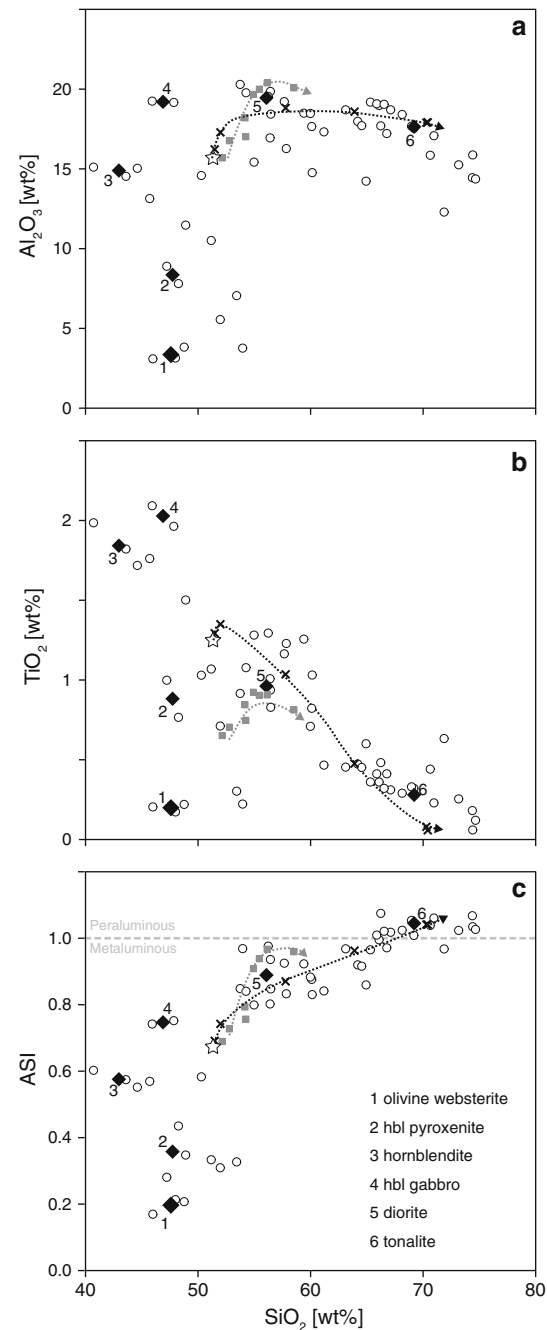 a
20
15
10
5
0
Al2O3 [wt%]
4
3
2
1
5
6
b
2
1
0
TiO2 [wt%]
4
3
2
1
5
6
c
Peraluminous
Metaluminous
1.0
0.8
0.6
0.4
0.2
0.0
ASI
4
3
2
1
5
6
1 olivine websterite
2 hbl pyroxenite
3 hornblendite
4 hbl gabbro
5 diorite
6 tonalite
40 50 60 70 80
SiO2 [wt%]